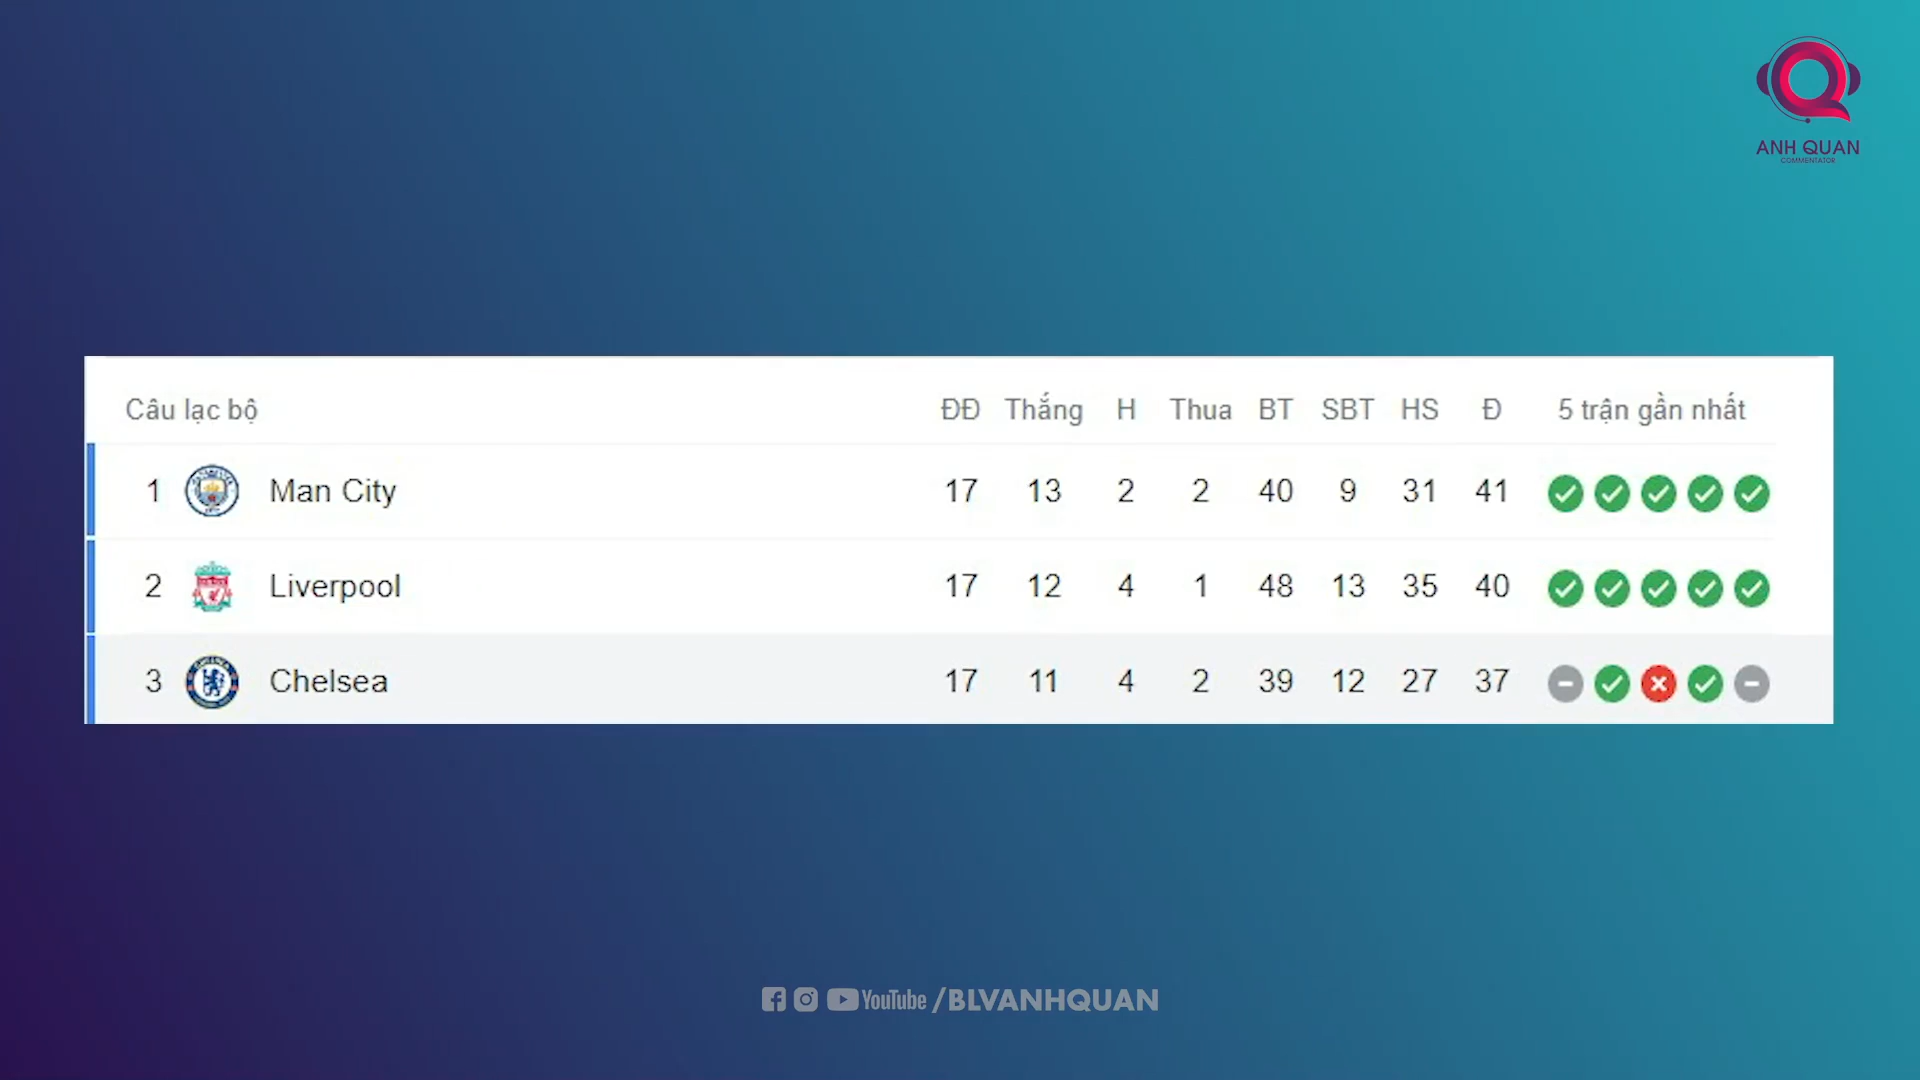 ANH QUAN
COMMENTATOR
Câu lạc bộ ĐĐ Thắng H Thua BT SBT HS Đ 5 trận gần nhất
1 Man City 17 13 2 2 40 9 31 41
2 Liverpool 17 12 4 1 48 13 35 40
3 Chelsea 17 11 4 2 39 12 27 37
YouTube /BLVANHQUAN